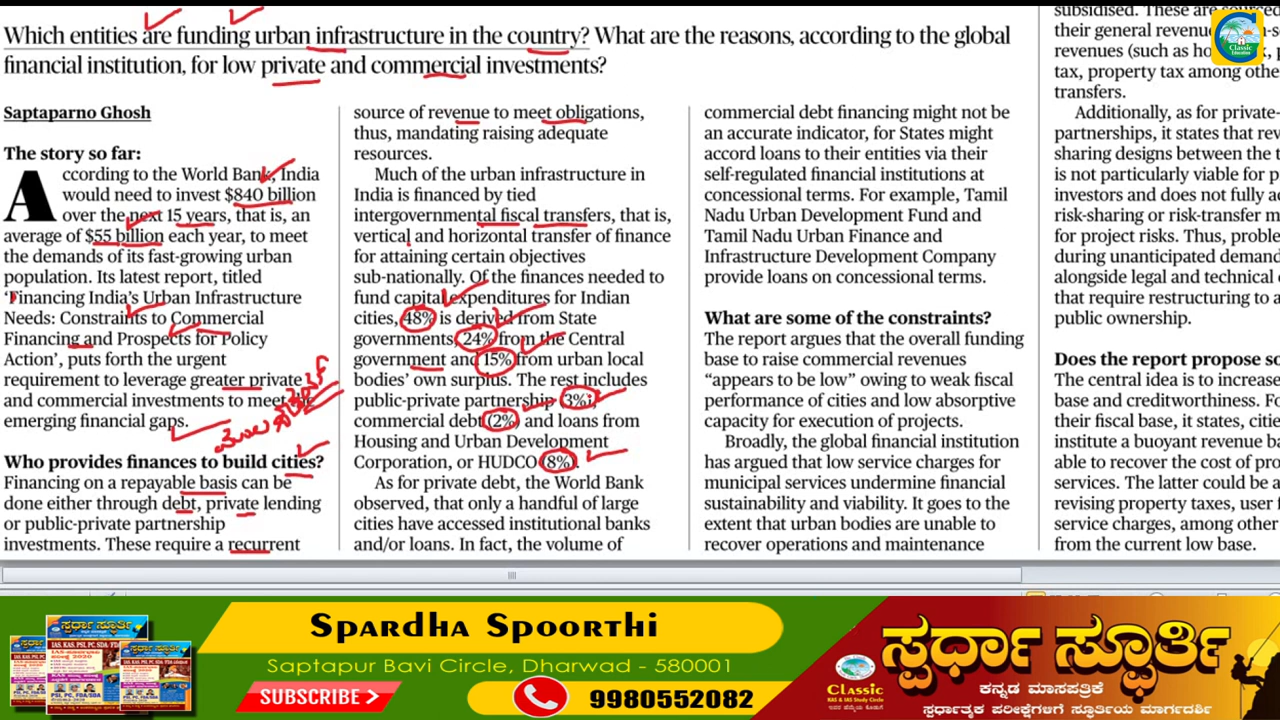 Which entities are funding urban infrastructure in the country? What are the reasons, according to the global
financial institution, for low private and commercial investments?
Saptaparno Ghosh
The story so far:
According to the World Bank, India
would need to invest $840 billion
over the next 15 years, that is, an
average of $55 billion each year, to meet
the demands of its fast-growing urban
population. Its latest report, titled
'Financing India's Urban Infrastructure
Needs: Constraints to Commercial
Financing and Prospects for Policy
Action', puts forth the urgent
requirement to leverage greater private
and commercial investments to meet the
emerging financial gaps.
Who provides finances to build cities?
Financing on a repayable basis can be
done either through debt, private lending
or public-private partnership
investments. These require a recurrent
source of revenue to meet obligations,
thus, mandating raising adequate
resources.
Much of the urban infrastructure in
India is financed by tied
intergovernmental fiscal transfers, that is,
vertical and horizontal transfer of finance
for attaining certain objectives
sub-nationally. Of the finances needed to
fund capital expenditures for Indian
cities, 48% is derived from State
governments, 24% from the Central
government and 15% from urban local
bodies' own surplus. The rest includes
public-private partnership (3%),
commercial debt (2%) and loans from
Housing and Urban Development
Corporation, or HUDCO (8%).
As for private debt, the World Bank
observed, that only a handful of large
cities have accessed institutional banks
and/or loans. In fact, the volume of
commercial debt financing might not be
an accurate indicator, for States might
accord loans to their entities via their
self-regulated financial institutions at
concessional terms. For example, Tamil
Nadu Urban Development Fund and
Tamil Nadu Urban Finance and
Infrastructure Development Company
provide loans on concessional terms.
What are some of the constraints?
The report argues that the overall funding
base to raise commercial revenues
"appears to be low" owing to weak fiscal
performance of cities and low absorptive
capacity for execution of projects.
Broadly, the global financial institution
has argued that low service charges for
municipal services undermine financial
sustainability and viability. It goes to the
extent that urban bodies are unable to
recover operations and maintenance
subsidised. These are sourced
their general revenue
revenues (such as
tax, property tax among othe
transfers.
Additionally, as for private-
partnerships, it states that rev
sharing designs between the t
is not particularly viable for p
investors and does not fully a
risk-sharing or risk-transfer m
for project risks. Thus, proble
during unanticipated demand
alongside legal and technical
that require restructuring to a
public ownership.
Does the report propose so
The central idea is to increase
base and creditworthiness. Fo
their fiscal base, it states, citie
institute a buoyant revenue ba
able to recover the cost of pro
services. The latter could be a
revising property taxes, user
service charges, among other
from the current low base.
Classic
Education
Spardha Spoorthi
Saptapur Bavi Circle, Dharwad - 580001
SUBSCRIBE >
9980552082
Classic
KAS & IAS Study Circle
ಸ್ಪರ್ಧಾ ಸ್ಫೂರ್ತಿ
ಕನ್ನಡ ಮಾಸಪತ್ರಿಕೆ
ಸ್ಪರ್ಧಾತ್ಮಕ ಪರೀಕ್ಷೆಗಳಿಗೆ ಸ್ಫೂರ್ತಿಯ ಮಾರ್ಗದರ್ಶಿ